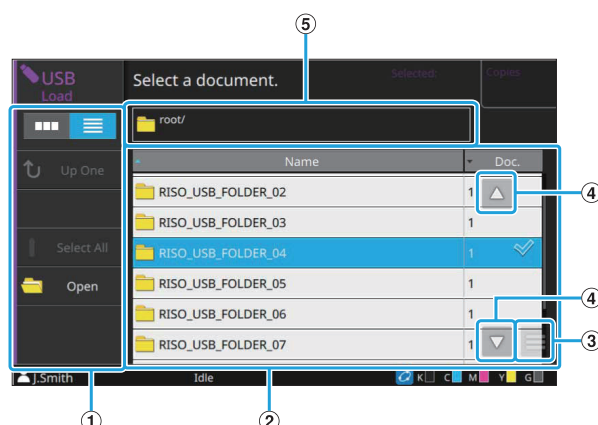 5
USB
Load
Select a document.
Selected:
Copies
root/
Up One
Name
Doc.
RISO_USB_FOLDER_02
1
4
RISO_USB_FOLDER_03
1
Select All
RISO_USB_FOLDER_04
1
Open
RISO_USB_FOLDER_05
1
4
RISO_USB_FOLDER_06
1
RISO_USB_FOLDER_07
1
3
J.Smith
Idle
K
C
M
Y
G
1
2